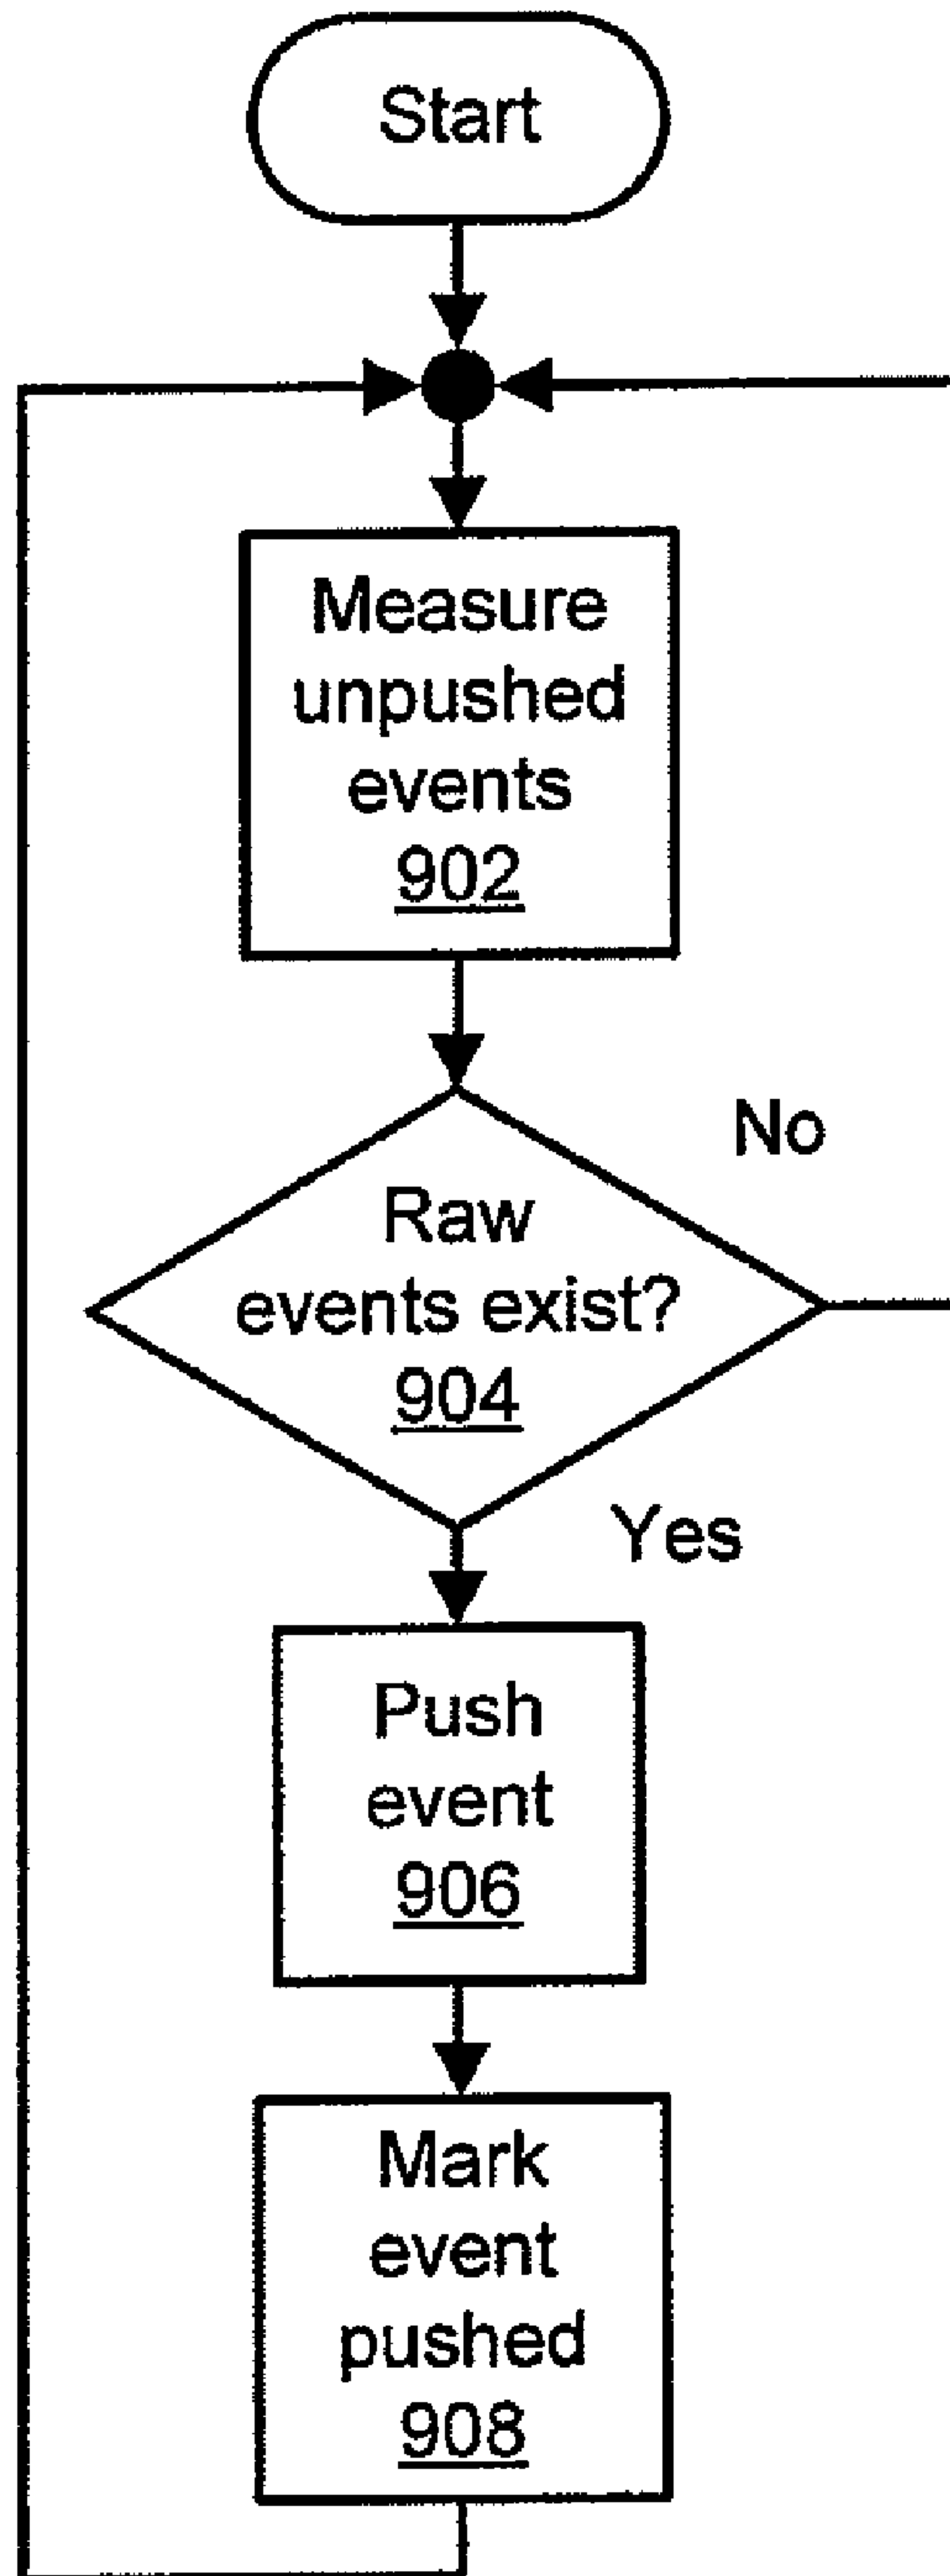 Start
Measure
unpushed
events
902
No
Raw
events exist?
904
Yes
Push
event
906
Mark
event
pushed
908